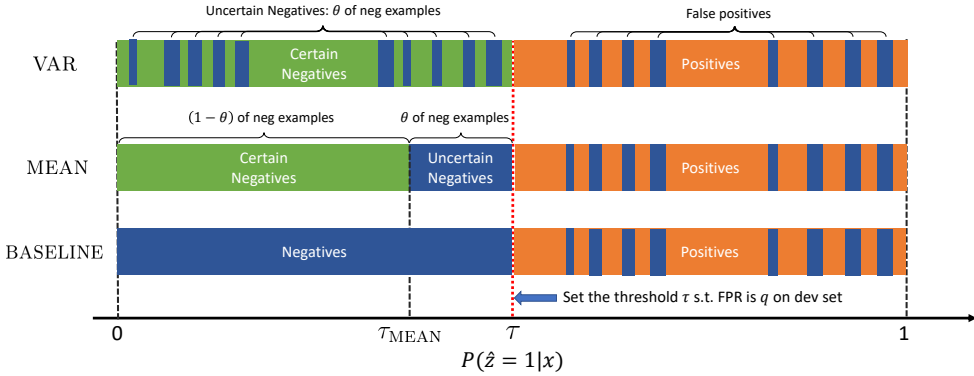 Uncertain Negatives: θ of neg examples
False positives
VAR
Certain
Negatives
Positives
(1 − θ) of neg examples
θ of neg examples
MEAN
Certain
Negatives
Uncertain
Negatives
Positives
BASELINE
Negatives
Positives
Set the threshold τ s.t. FPR is q on dev set
0
τ_MEAN
τ
1
P(ẑ = 1|x)